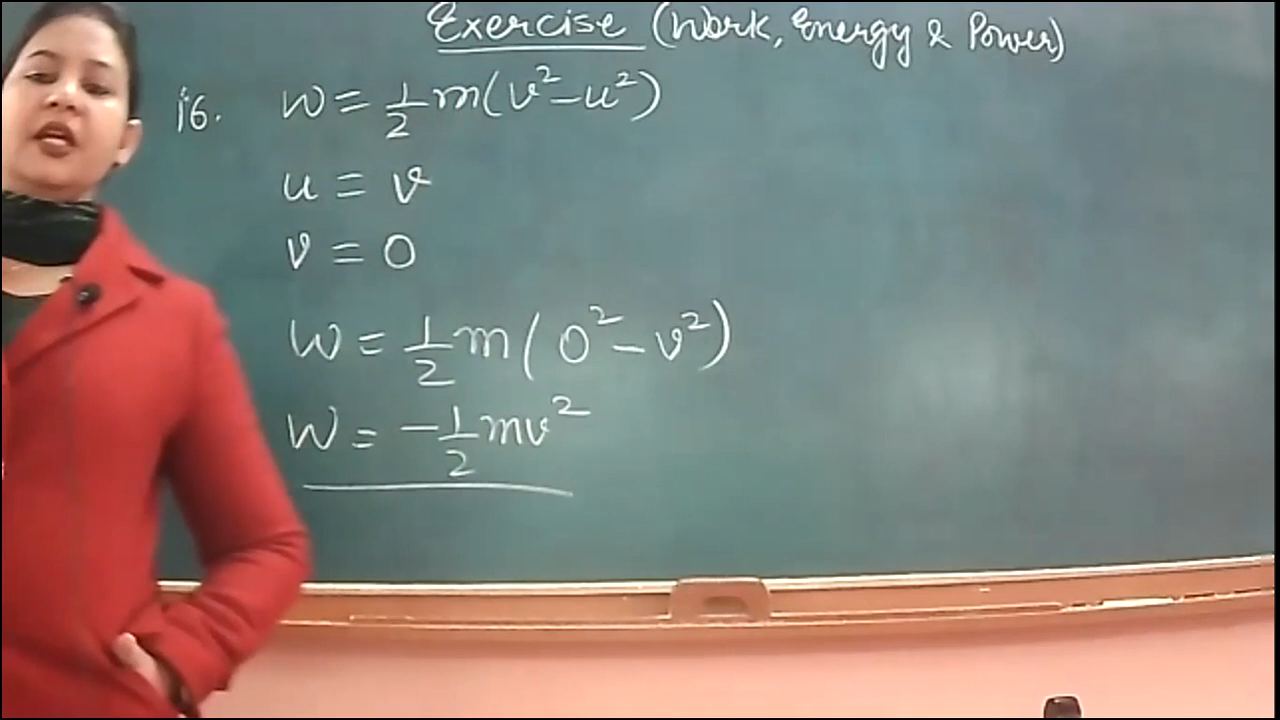 Exercise (Work, Energy & Power)
16. W = 1/2 m(v² - u²)
u = v
v = 0
W = 1/2 m(0² - v²)
W = -1/2 mv²